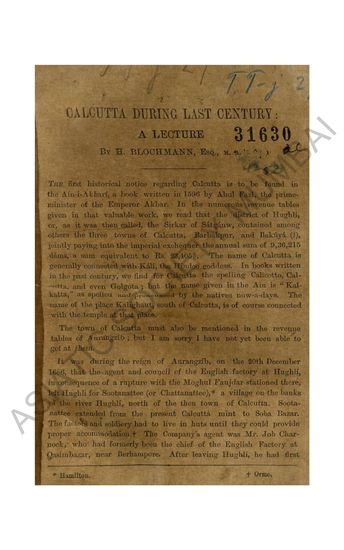 T. T-j 2
CALCUTTA DURING LAST CENTURY:
A LECTURE 31630
BY H. BLOCHMANN, ESQ., M. A.
THE first historical notice regarding Calcutta is to be found in
the Ain-i-Akbari, a book written in 1596 by Abul Fazl, the prime-
minister of the Emperor Akbar. In the numerous revenue tables
given in that valuable work, we read that the district of Hughli,
or, as it was then called, the Sirkar of Sátgánw, contained among
others the three towns of Calcutta, Barbakpur, and Bakúyá (?),
jointly paying into the imperial exchequer the annual sum of 9,36,215
dáms, a sum equivalent to Rs. 23,405. The name of Calcutta is
generally connected with Kálí, the Hindoo goddess. In books written
in the past century, we find for Calcutta the spelling Calicotta, Cal-
cutta, and even Golgota; but the name given in the Ain is "Kal-
katta," as spelled and pronounced by the natives now-a-days. The
name of the place Kálíghatt, south of Calcutta, is of course connected
with the temple at that place.
The town of Calcutta must also be mentioned in the revenue
tables of Aurangzib; but I am sorry I have not yet been able to
get at them.
It was during the reign of Aurangzib, on the 20th December
1686, that the agent and council of the English factory at Hughli,
in consequence of a rupture with the Moghul Faujdar stationed there,
left Hughli for Sootanattee (or Chattanattee),* a village on the banks
of the river Hughli, north of the then town of Calcutta. Soota-
nattee extended from the present Calcutta mint to Soba Bazar.
The factors and soldiery had to live in huts until they could provide
proper accommodation.† The Company's agent was Mr. Job Char-
nock, who had formerly been the chief of the English Factory at
Qasimbazar, near Berhampore. After leaving Hughli, he had first
* Hamilton. † Orme.